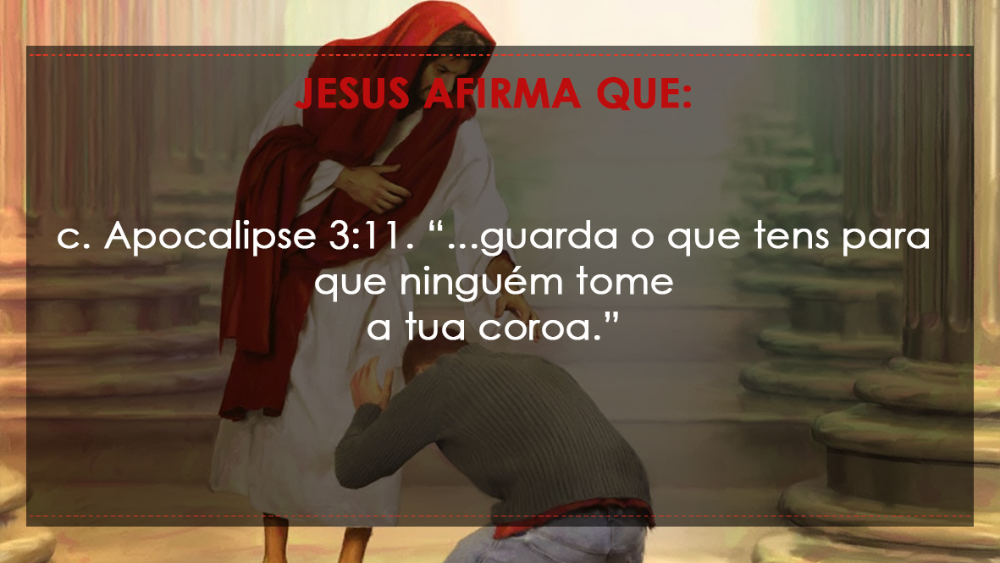 JESUS AFIRMA QUE:
c. Apocalipse 3:11. “...guarda o que tens para
que ninguém tome
a tua coroa.”